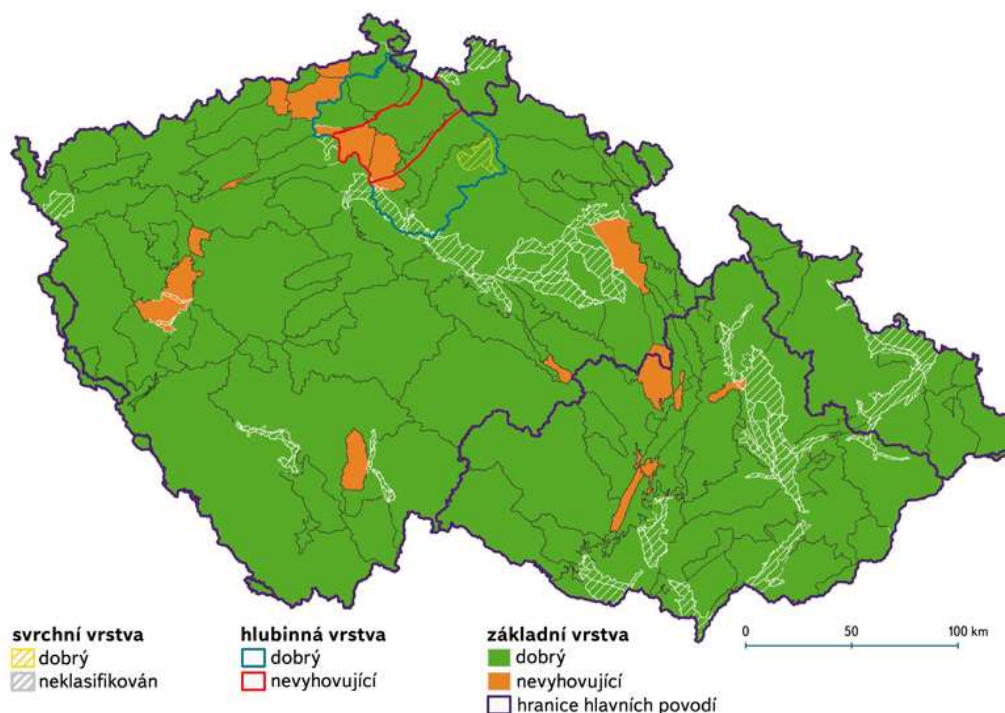 svrchní vrstva
dobrý
neklasifikován
hlubinná vrstva
dobrý
nevyhovující
základní vrstva
dobrý
nevyhovující
hranice hlavních povodí
0 50 100 km